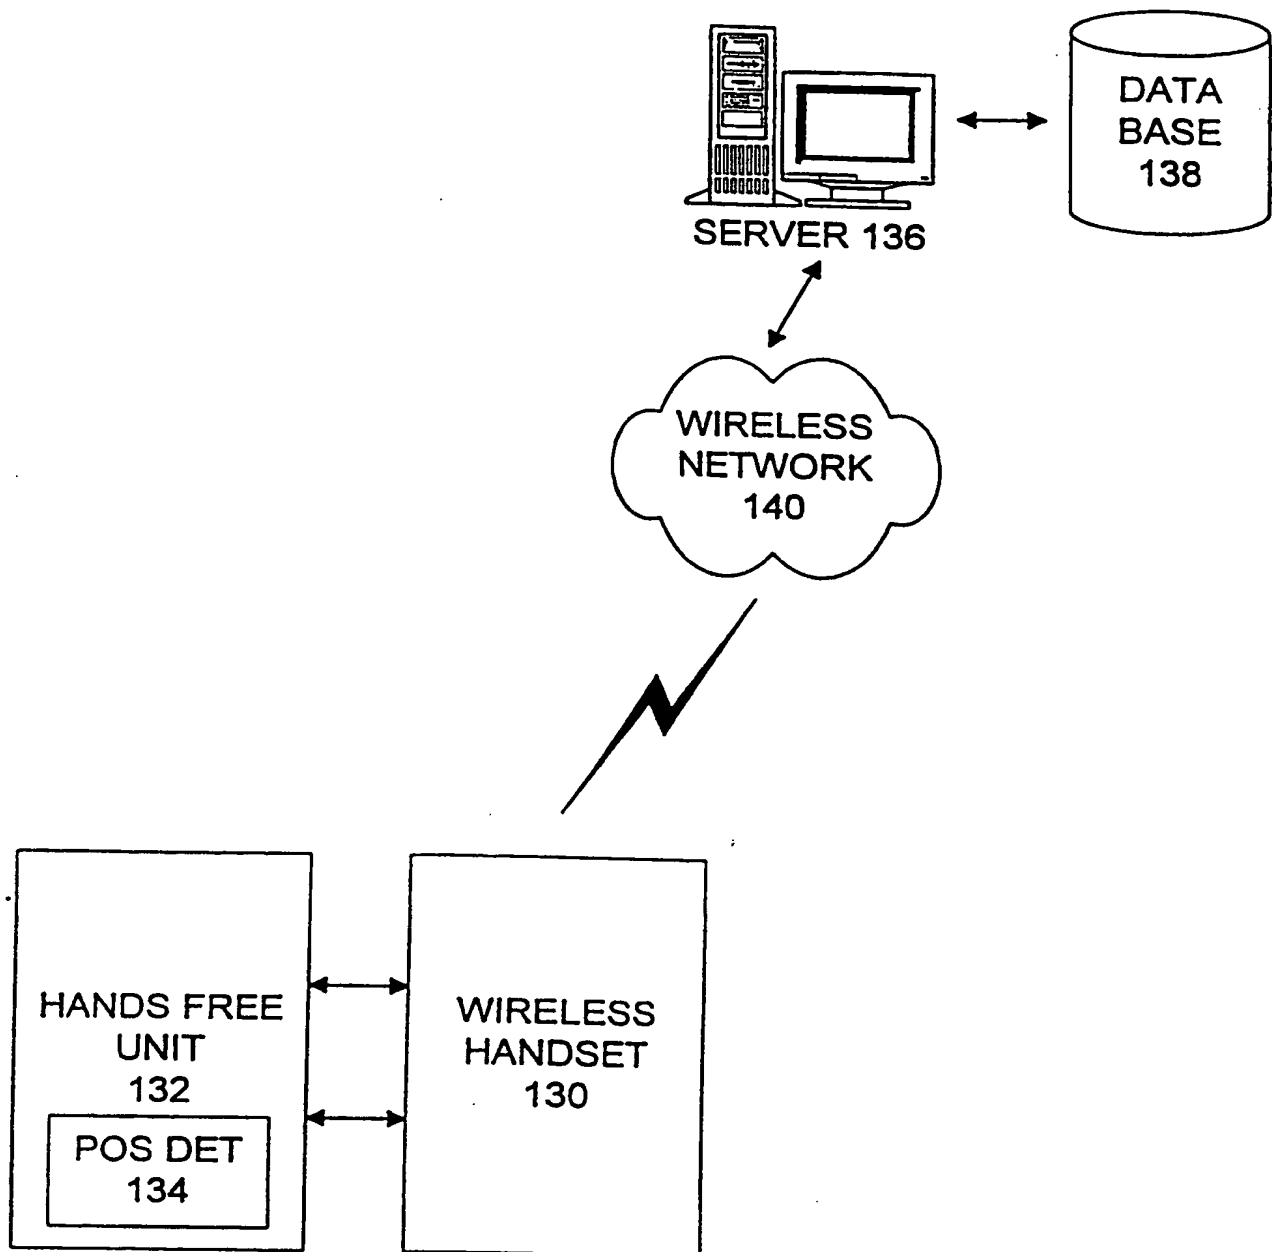 DATA
BASE
138
SERVER 136
WIRELESS
NETWORK
140
HANDS FREE
UNIT
132
POS DET
134
WIRELESS
HANDSET
130